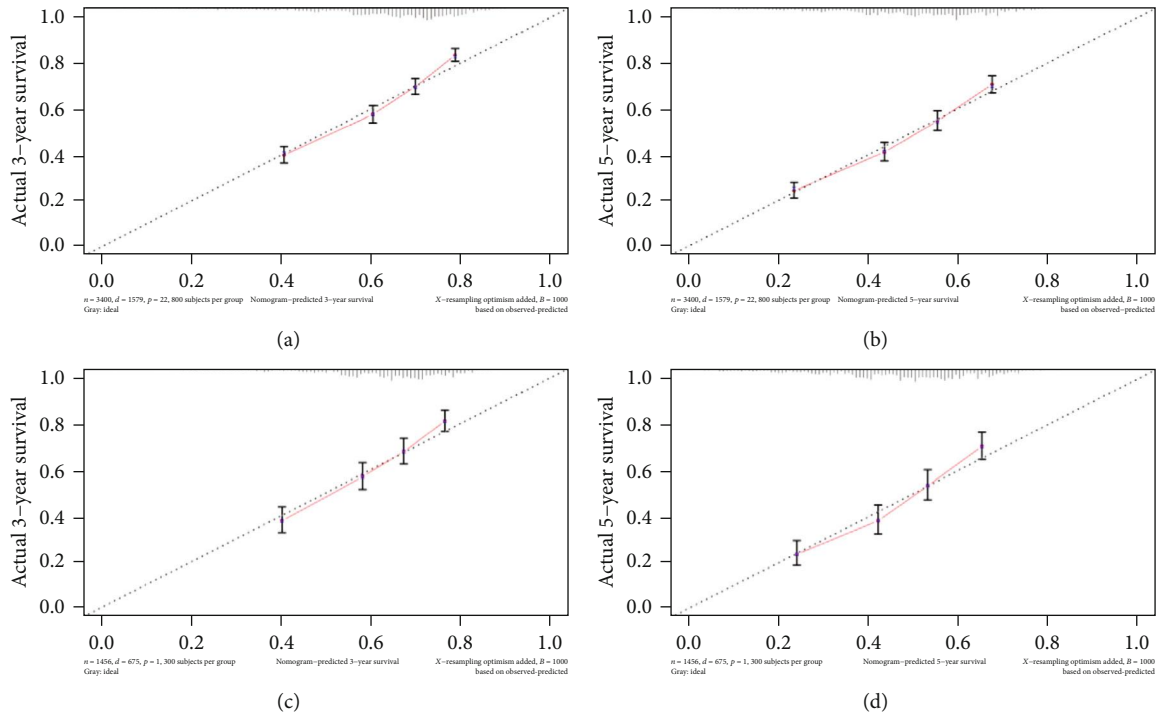 1.0
0.8
0.6
0.4
0.2
0.0
Actual 3−year survival
0.0 0.2 0.4 0.6 0.8 1.0
n = 3400, d = 1579, p = 22, 800 subjects per group Nomogram−predicted 3−year survival X−resampling optimism added, B = 1000
Gray: ideal based on observed−predicted
(a)
1.0
0.8
0.6
0.4
0.2
0.0
Actual 5−year survival
0.0 0.2 0.4 0.6 0.8 1.0
n = 3400, d = 1579, p = 22, 800 subjects per group Nomogram-predicted 5−year survival X−resampling optimism added, B = 1000
Gray: ideal based on observed−predicted
(b)
1.0
0.8
0.6
0.4
0.2
0.0
Actual 3−year survival
0.0 0.2 0.4 0.6 0.8 1.0
n = 1456, d = 675, p = 1, 300 subjects per group Nomogram−predicted 3−year survival X−resampling optimism added, B = 1000
Gray: ideal based on observed-predicted
(c)
1.0
0.8
0.6
0.4
0.2
0.0
Actual 5−year survival
0.0 0.2 0.4 0.6 0.8 1.0
n = 1456, d = 675, p = 1, 300 subjects per group Nomogram−predicted 5−year survival X−resampling optimism added, B = 1000
Gray: ideal based on observed-predicted
(d)